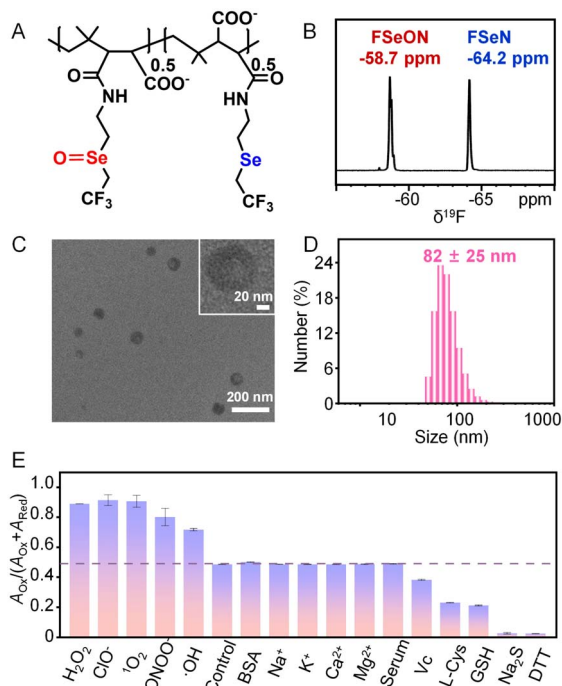 A
COO⁻
0.5
0.5
O
COO⁻
O
NH
HN
O=Se
Se
CF₃
CF₃
B
FSeON
-58.7 ppm
FSeN
-64.2 ppm
-60
-65
ppm
δ¹⁹F
C
20 nm
200 nm
D
82 ± 25 nm
Number (%)
24
18
12
6
0
10
100
1000
Size (nm)
E
A_Ox/(A_Ox+A_Red)
1.0
0.8
0.6
0.4
0.2
0
H₂O₂
ClO⁻
¹O₂
ONOO⁻
·OH
Control
BSA
Na⁺
K⁺
Ca²⁺
Mg²⁺
Serum
Vc
L-Cys
GSH
Na₂S
DTT